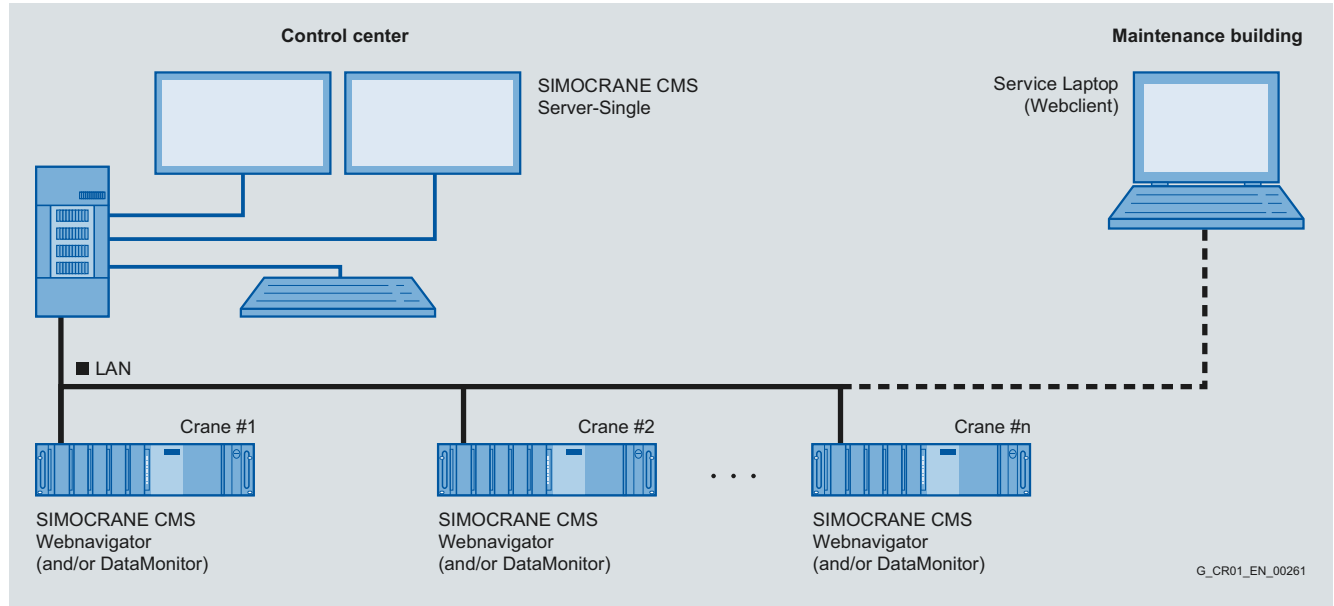 Control center
Maintenance building
SIMOCRANE CMS
Server-Single
Service Laptop
(Webclient)
LAN
Crane #1
Crane #2
Crane #n
. . .
SIMOCRANE CMS
Webnavigator
(and/or DataMonitor)
SIMOCRANE CMS
Webnavigator
(and/or DataMonitor)
SIMOCRANE CMS
Webnavigator
(and/or DataMonitor)
G_CR01_EN_00261